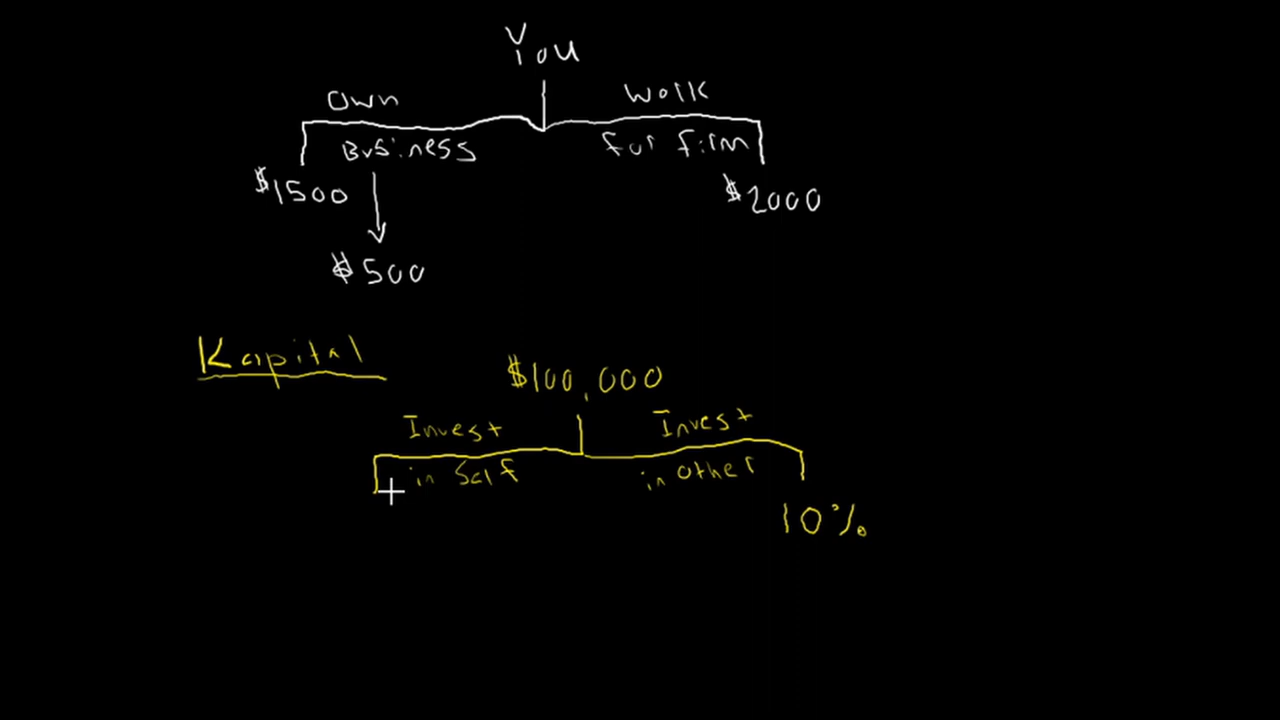 You
Own Work
Business for firm
$1500 $2000
$500
Kapital $100,000
Invest Invest
in Self in Other
10%